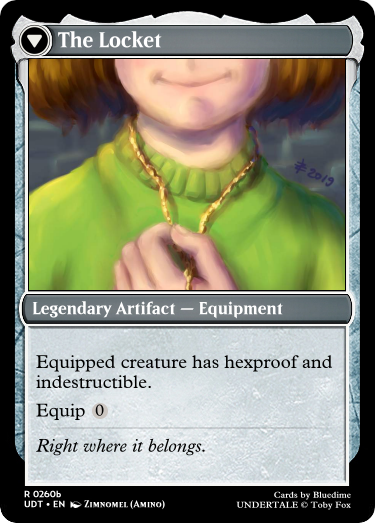 The Locket
2019
Legendary Artifact — Equipment
Equipped creature has hexproof and
indestructible.
Equip 0
Right where it belongs.
R 0260b
UDT • EN Zimnomel (Amino)
Cards by Bluedime
UNDERTALE © Toby Fox